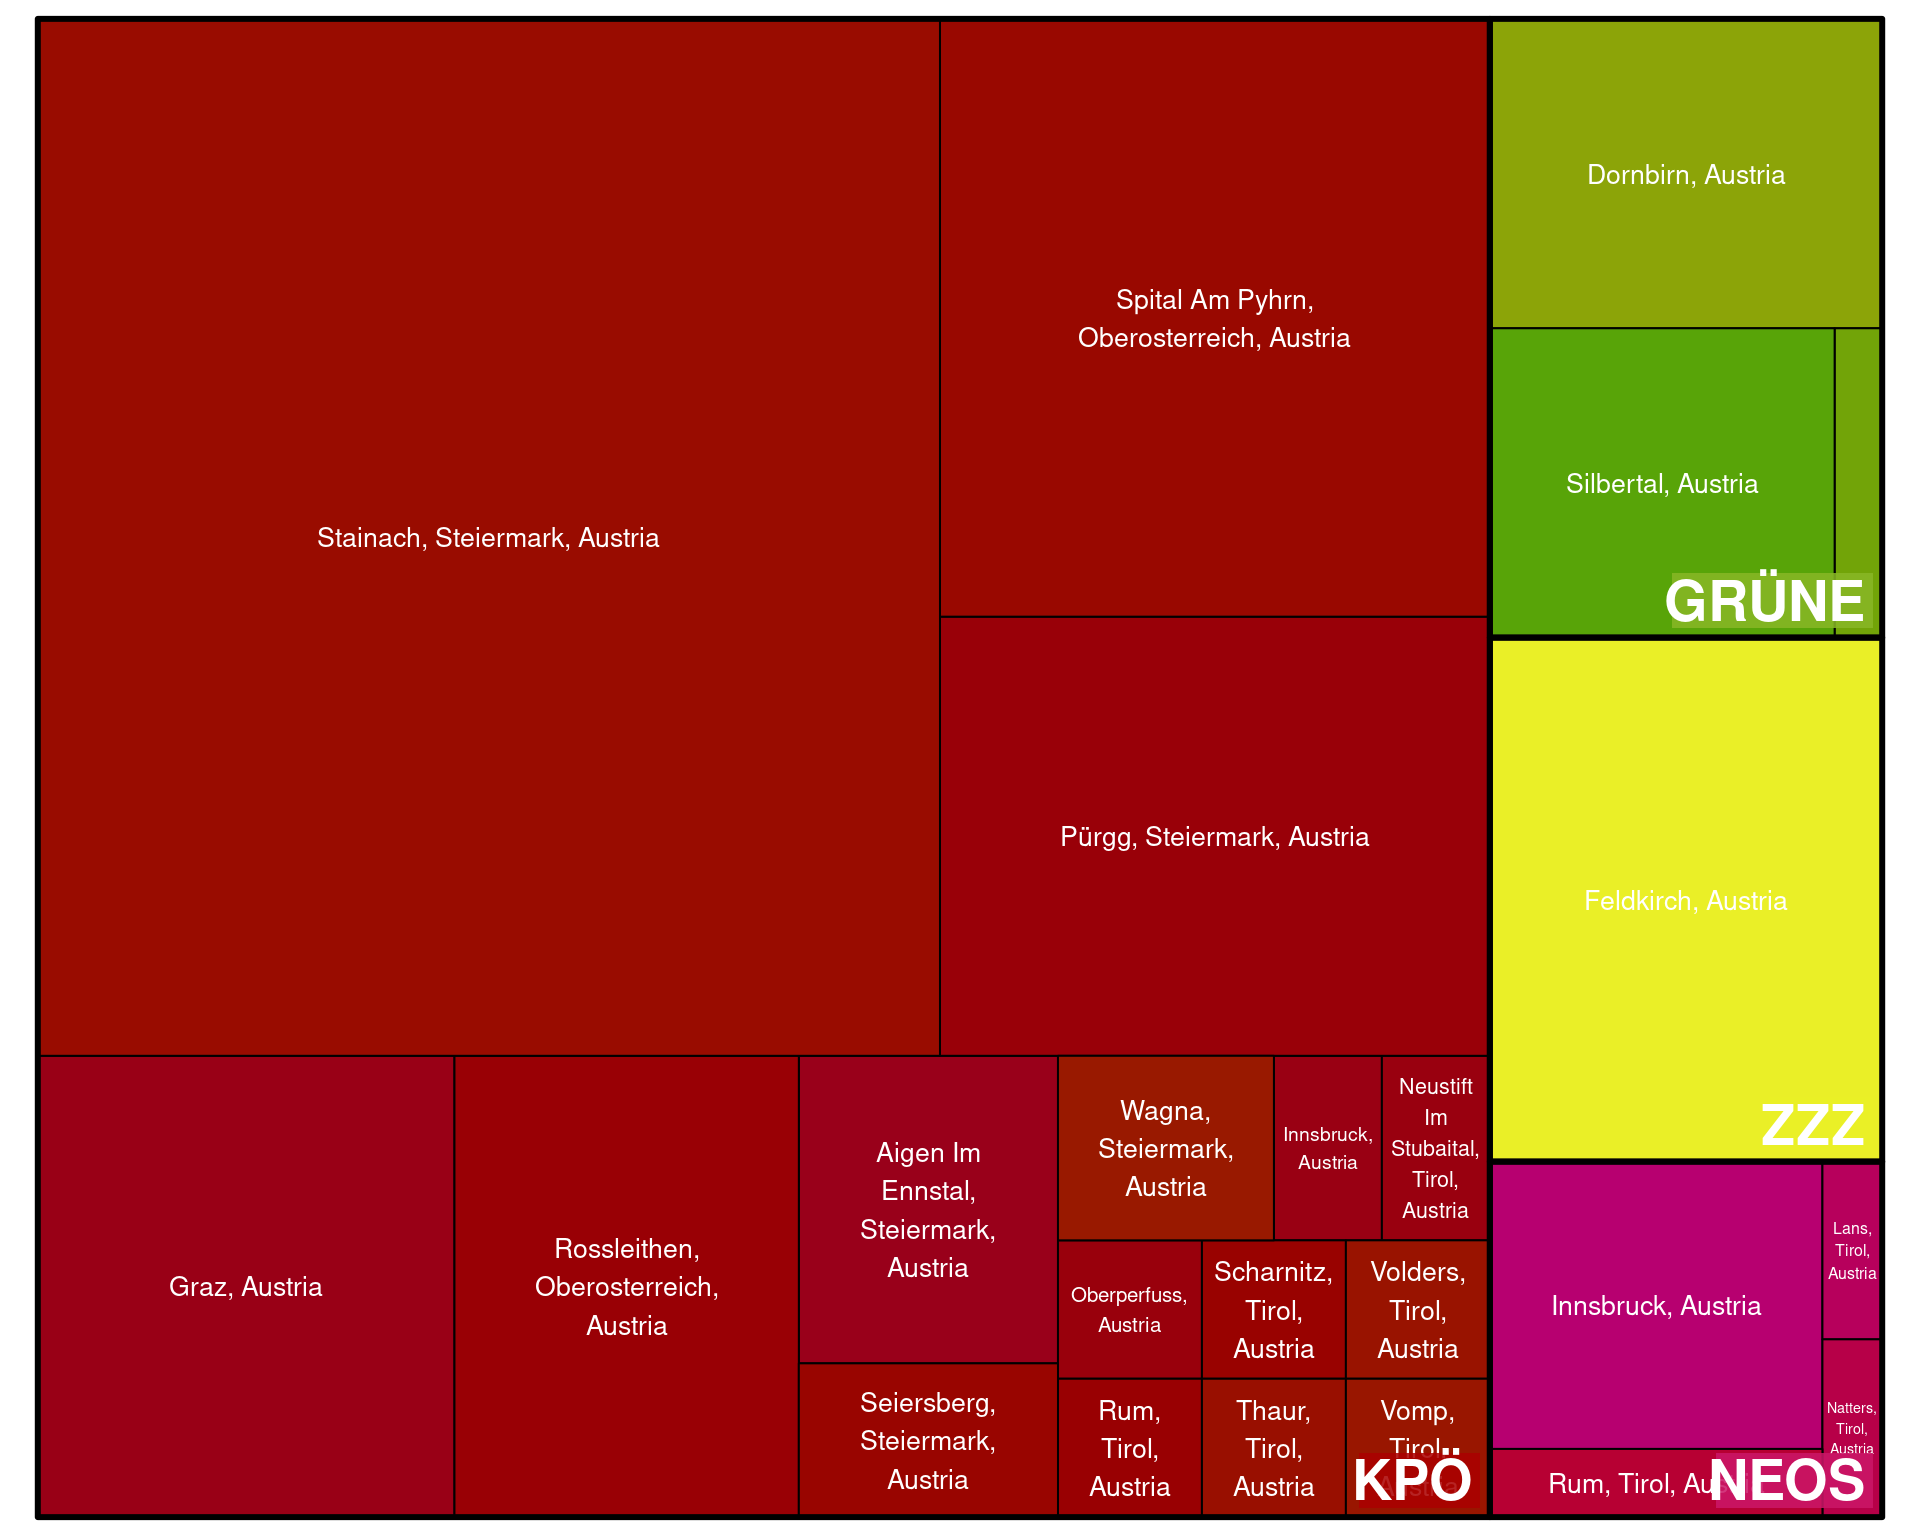 Stainach, Steiermark, Austria
Spital Am Pyhrn,
Oberosterreich, Austria
Pürgg, Steiermark, Austria
Graz, Austria
Rossleithen,
Oberosterreich,
Austria
Aigen Im
Ennstal,
Steiermark,
Austria
Seiersberg,
Steiermark,
Austria
Wagna,
Steiermark,
Austria
Innsbruck,
Austria
Neustift
Im
Stubaital,
Tirol,
Austria
Oberperfuss,
Austria
Scharnitz,
Tirol,
Austria
Volders,
Tirol,
Austria
Rum,
Tirol,
Austria
Thaur,
Tirol,
Austria
Vomp,
Tirol,
Austria
KPÖ
Dornbirn, Austria
Silbertal, Austria
GRÜNE
Feldkirch, Austria
ZZZ
Innsbruck, Austria
Lans,
Tirol,
Austria
Natters,
Tirol,
Austria
Rum, Tirol, Austria
NEOS